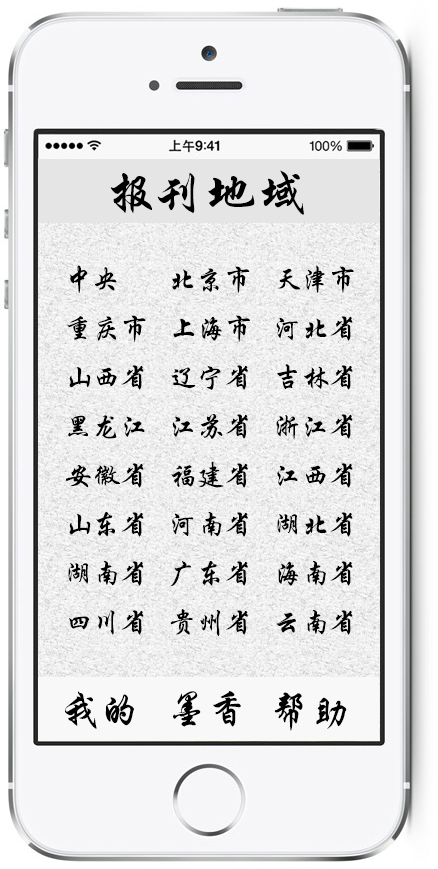 上午9:41 100%
报刊地域
中央 北京市 天津市
重庆市 上海市 河北省
山西省 辽宁省 吉林省
黑龙江 江苏省 浙江省
安徽省 福建省 江西省
山东省 河南省 湖北省
湖南省 广东省 海南省
四川省 贵州省 云南省
我的 墨香 帮助